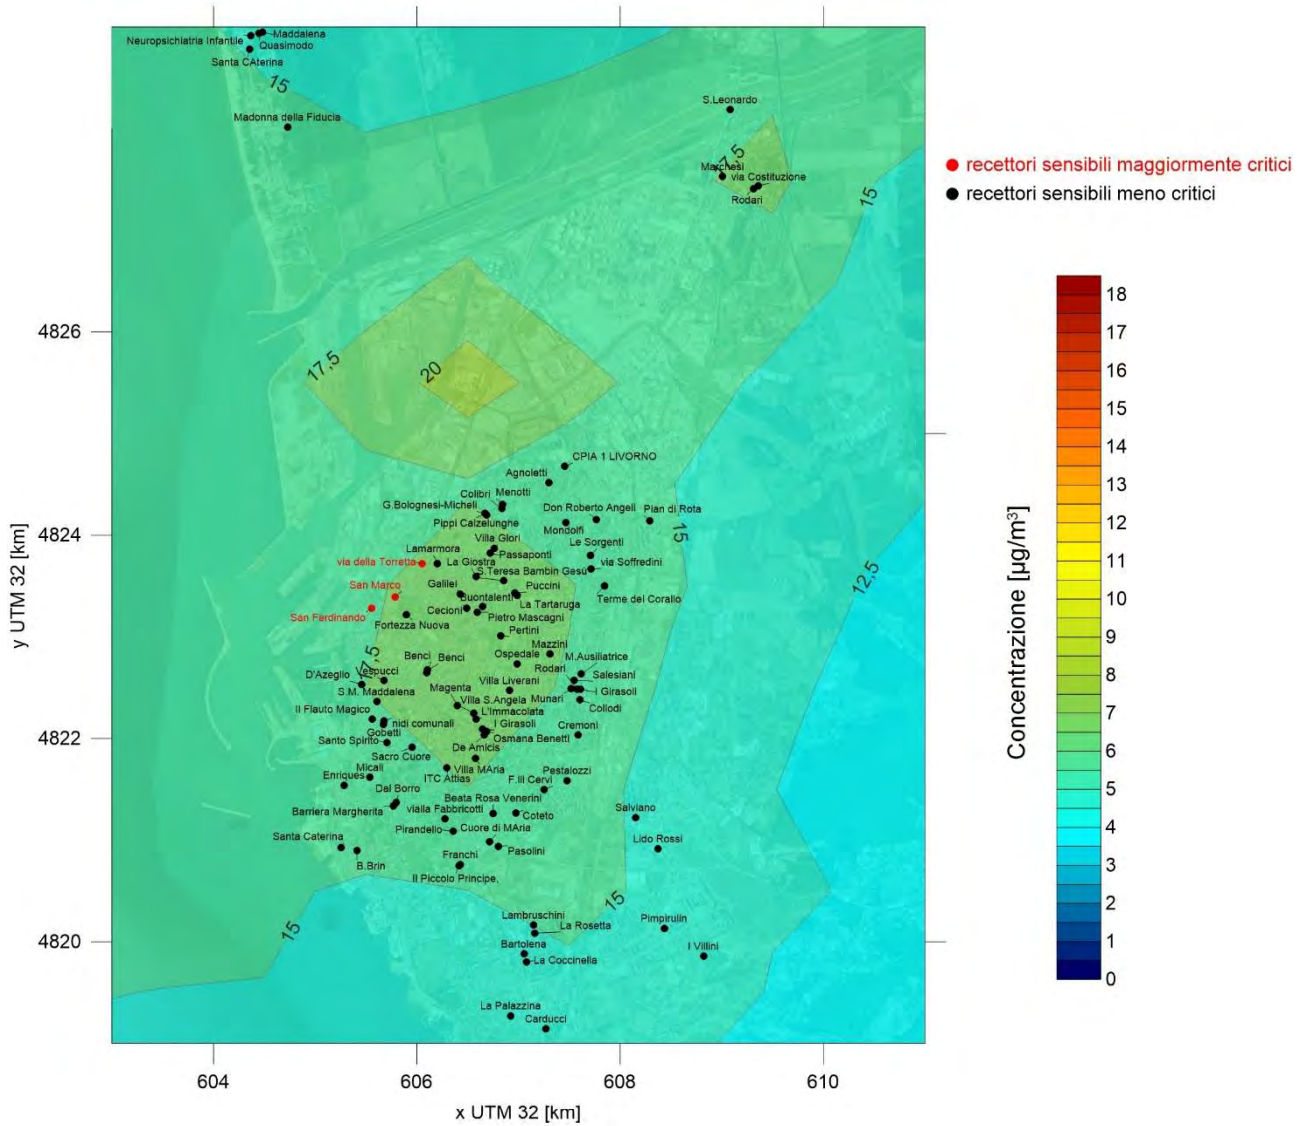 Neuropsichiatria Infantile
Maddalena
Quasimodo
Santa CAterina
15
Madonna della Fiducia
S.Leonardo
17,5
Marchesi
via Costituzione
Rodari
15
recettori sensibili maggiormente critici
recettori sensibili meno critici
4826
17,5
20
CPIA 1 LIVORNO
Agnoletti
Colibri
Menotti
G.Bolognesi-Micheli
Pippi Calzelunghe
Don Roberto Angeli
Pian di Rota
Mondolfi
4824
Villa Glori
Le Sorgenti
15
Lamarmora
Passaponti
via della Torretta
La Giostra
via Soffredini
S.Teresa Bambin Gesù
12,5
San Marco
Galilei
Puccini
Buontalenti
Terme del Corallo
Cecioni
La Tartaruga
San Ferdinando
Pietro Mascagni
Fortezza Nuova
Pertini
Mazzini
Benci
Benci
Ospedale
M.Ausiliatrice
17,5
Vespucci
Rodari
D'Azeglio
Salesiani
Villa Liverani
S.M. Maddalena
Magenta
I Girasoli
Villa S.Angela
Munari
Il Flauto Magico
L'Immacolata
Collodi
nidi comunali
I Girasoli
Cremoni
Gobetti
Santo Spirito
Osmana Benetti
4822
Sacro Cuore
De Amicis
Micali
Villa MAria
Pestalozzi
Enriques
ITC Attias
F.lli Cervi
Dal Borro
Beata Rosa Venerini
Barriera Margherita
vialla Fabbricotti
Coteto
Salviano
Pirandello
Cuore di MAria
Santa Caterina
Lido Rossi
B.Brin
Franchi
Pasolini
Il Piccolo Principe,
15
15
Lambruschini
La Rosetta
Pimpirulin
4820
Bartolena
I Villini
La Coccinella
La Palazzina
Carducci
604
606
608
610
x UTM 32 [km]
y UTM 32 [km]
Concentrazione [µg/m³]
18
17
16
15
14
13
12
11
10
9
8
7
6
5
4
3
2
1
0